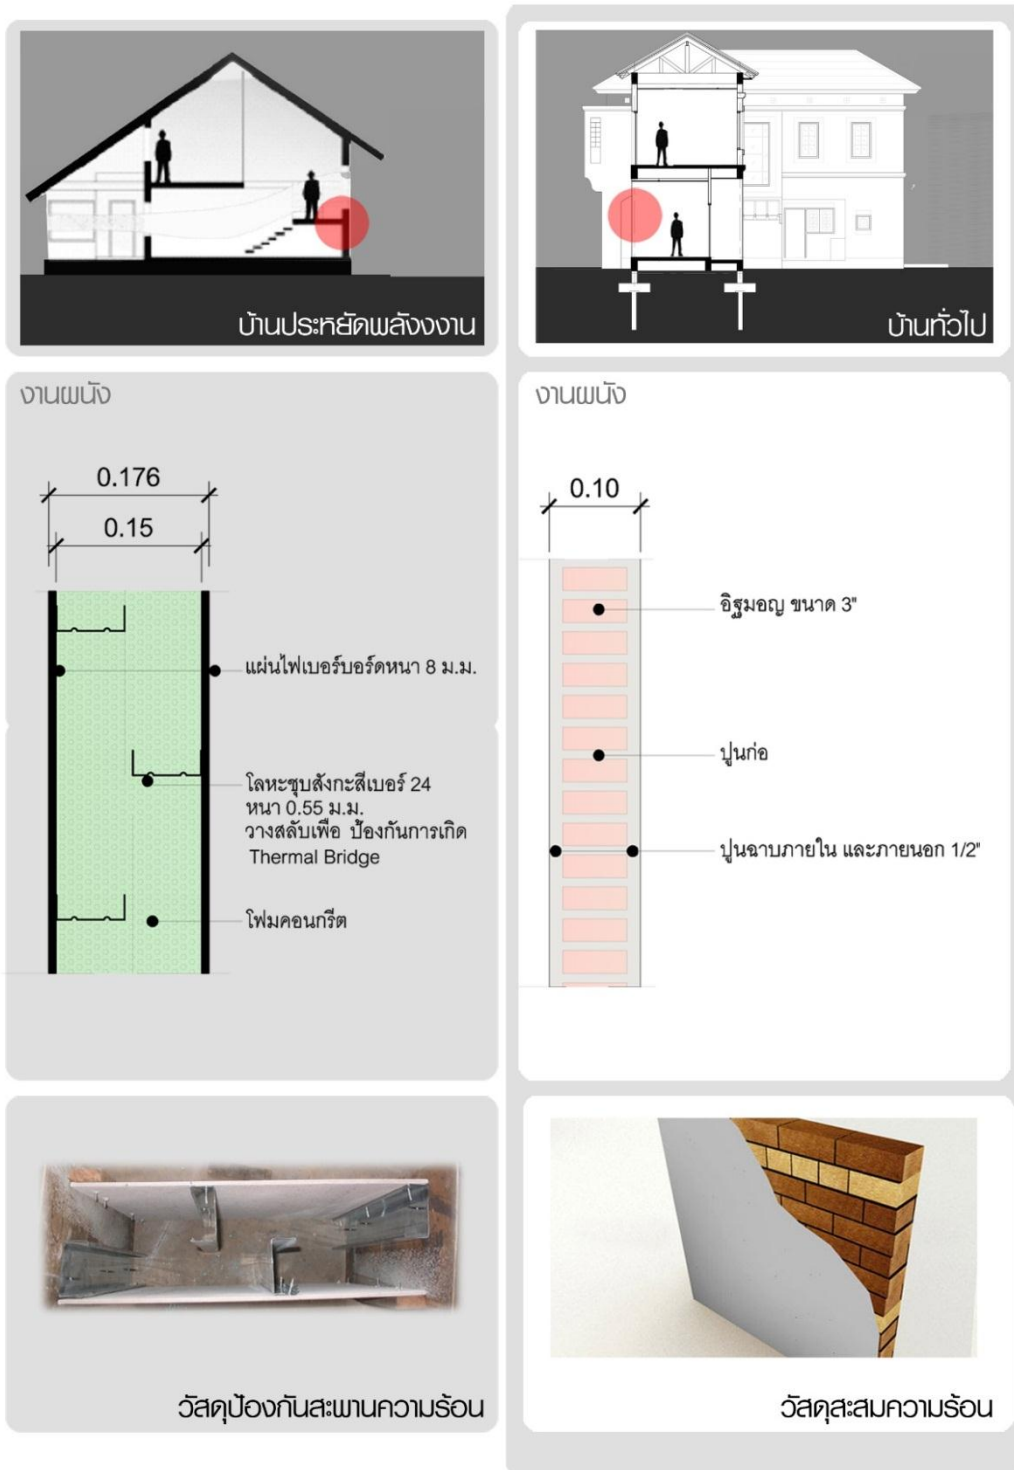 บ้านประหยัดพลังงงาน
บ้านทั่วไป
งานผนัง
0.176
0.15
แผ่นไฟเบอร์บอร์ดหนา 8 ม.ม.
โลหะชุบสังกะสีเบอร์ 24
หนา 0.55 ม.ม.
วางสลับเพื่อ ป้องกันการเกิด
Thermal Bridge
โฟมคอนกรีต
งานผนัง
0.10
อิฐมอญ ขนาด 3"
ปูนก่อ
ปูนฉาบภายใน และภายนอก 1/2"
วัสดุป้องกันสะพานความร้อน
วัสดุสะสมความร้อน